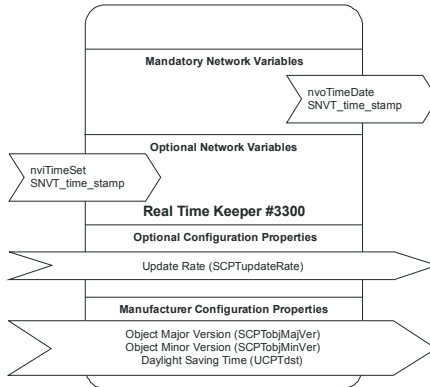 Mandatory Network Variables
nvoTimeDate
SNVT_time_stamp
Optional Network Variables
nviTimeSet
SNVT_time_stamp
Real Time Keeper #3300
Optional Configuration Properties
Update Rate (SCPTupdateRate)
Manufacturer Configuration Properties
Object Major Version (SCPTobjMajVer)
Object Minor Version (SCPTobjMinVer)
Daylight Saving Time (UCPTdst)